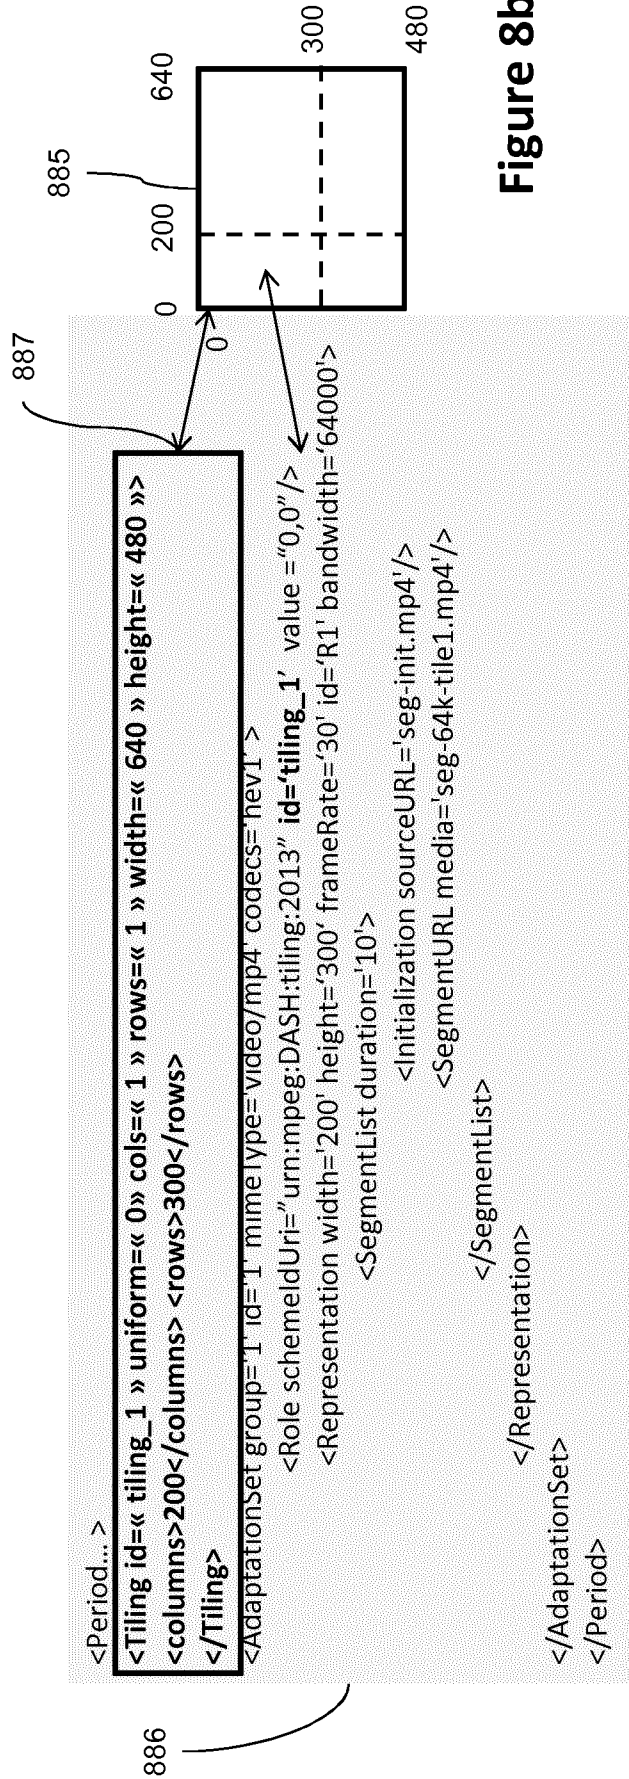 886
887
885
<Period... >
<Tiling id=« tiling_1 » uniform=« 0» cols=« 1 » rows=« 1 » width=« 640 » height=« 480 »>
<columns>200</columns> <rows>300</rows>
</Tiling>
<AdaptationSet group='1' id='1' mimeType='video/mp4' codecs='hev1' >
<Role schemeIdUri=”urn:mpeg:DASH:tiling:2013” id=‘tiling_1’ value =“0,0”/>
<Representation width='200' height=‘300‘ frameRate='30' id=‘R1' bandwidth=‘64000'>
<SegmentList duration='10'>
<Initialization sourceURL='seg-init.mp4'/>
<SegmentURL media='seg-64k-tile1.mp4'/>
</SegmentList>
</Representation>
</AdaptationSet>
</Period>
0 200 640
0
300
480
Figure 8b